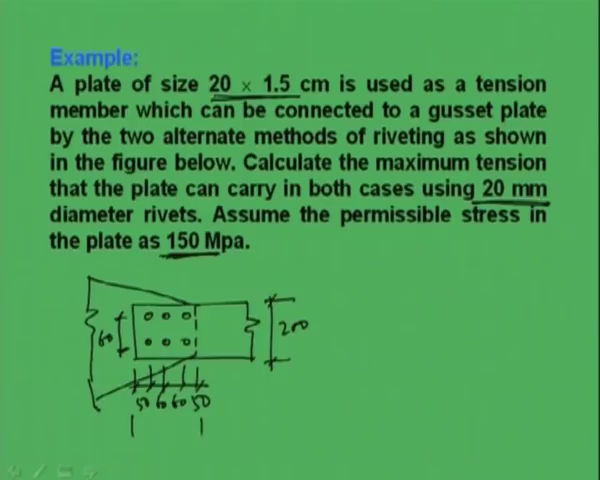 Example:
A plate of size 20 × 1.5 cm is used as a tension
member which can be connected to a gusset plate
by the two alternate methods of riveting as shown
in the figure below. Calculate the maximum tension
that the plate can carry in both cases using 20 mm
diameter rivets. Assume the permissible stress in
the plate as 150 Mpa.
60
200
50 60 60 50